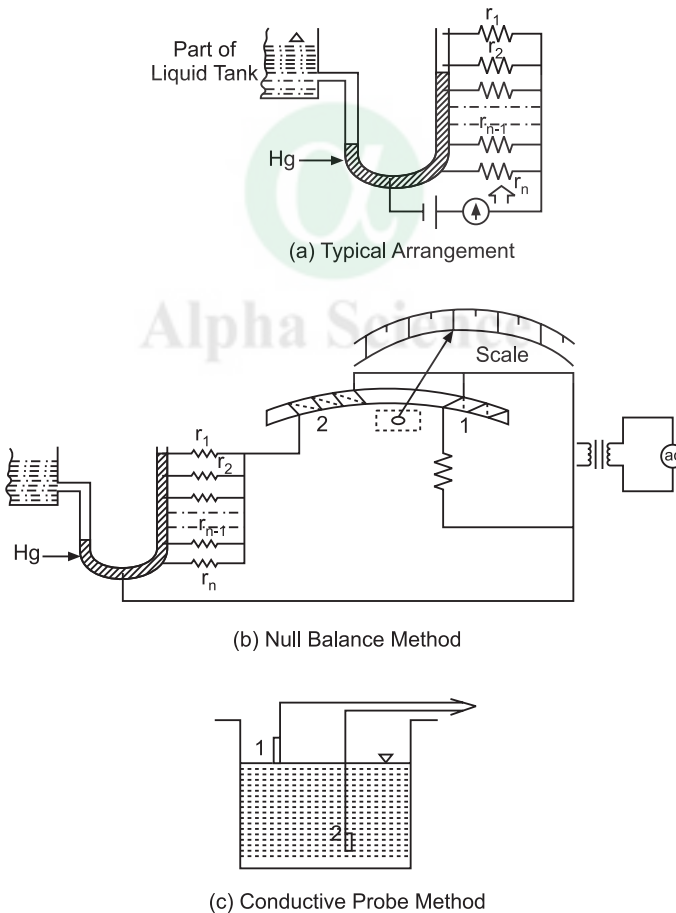 r1
Part of
Liquid Tank
r2
rn-1
Hg
rn
(a) Typical Arrangement
Alpha Science
Scale
2
1
r1
r2
ac
rn-1
Hg
rn
(b) Null Balance Method
1
2
(c) Conductive Probe Method